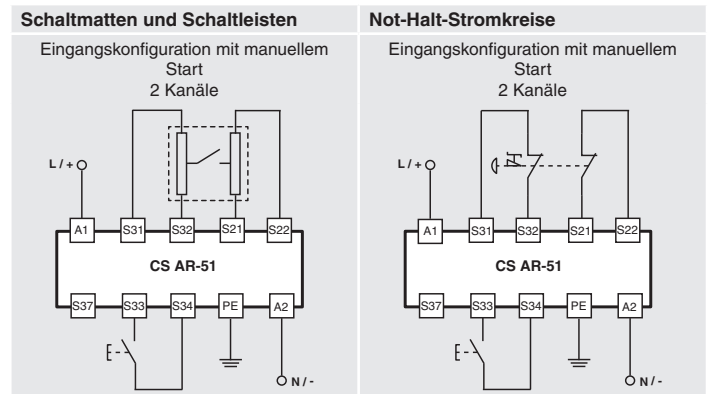 Schaltmatten und Schaltleisten
Eingangskonfiguration mit manuellem
Start
2 Kanäle
L / +
A1 S31 S32 S21 S22
CS AR-51
S37 S33 S34 PE A2
N / -
Not-Halt-Stromkreise
Eingangskonfiguration mit manuellem
Start
2 Kanäle
L / +
A1 S31 S32 S21 S22
CS AR-51
S37 S33 S34 PE A2
N / -